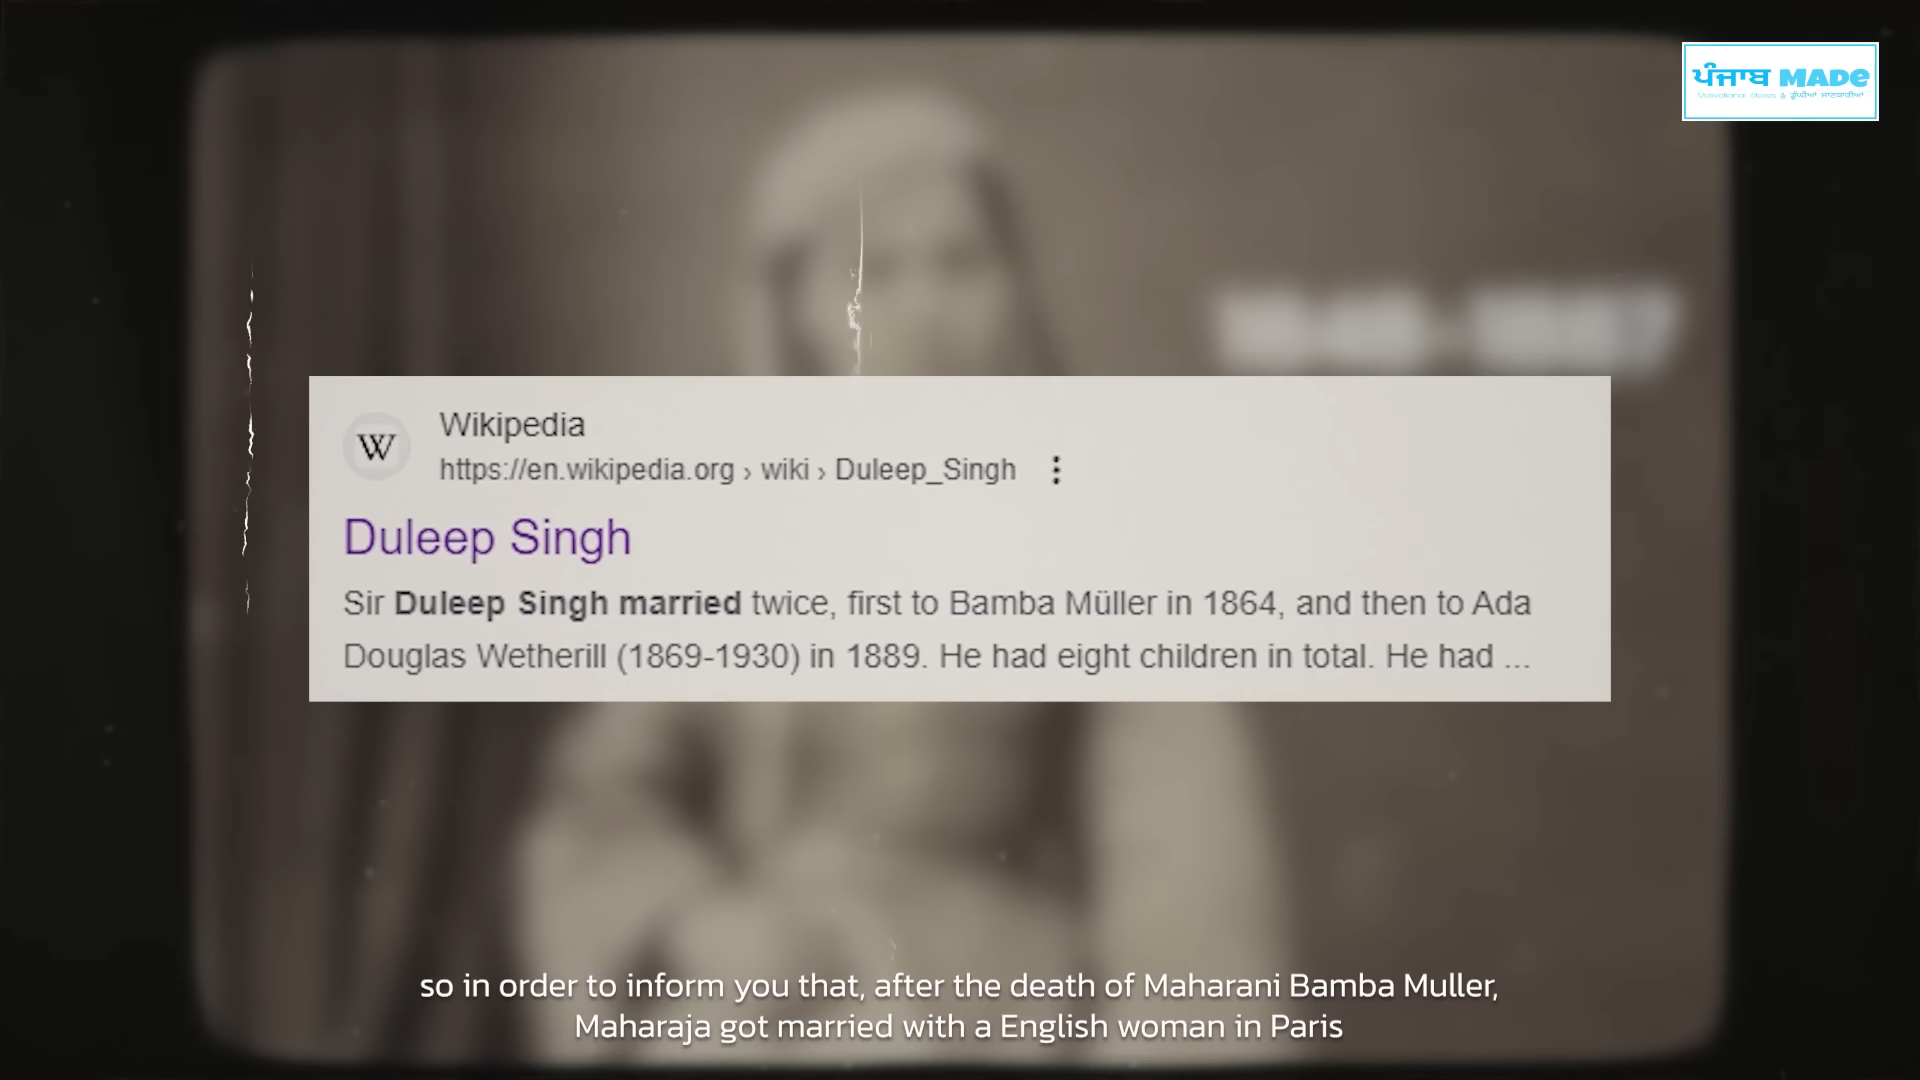 ਪੰਜਾਬ MADe
Wikipedia
https://en.wikipedia.org › wiki › Duleep_Singh
Duleep Singh
Sir Duleep Singh married twice, first to Bamba Müller in 1864, and then to Ada
Douglas Wetherill (1869-1930) in 1889. He had eight children in total. He had ...
so in order to inform you that, after the death of Maharani Bamba Muller,
Maharaja got married with a English woman in Paris